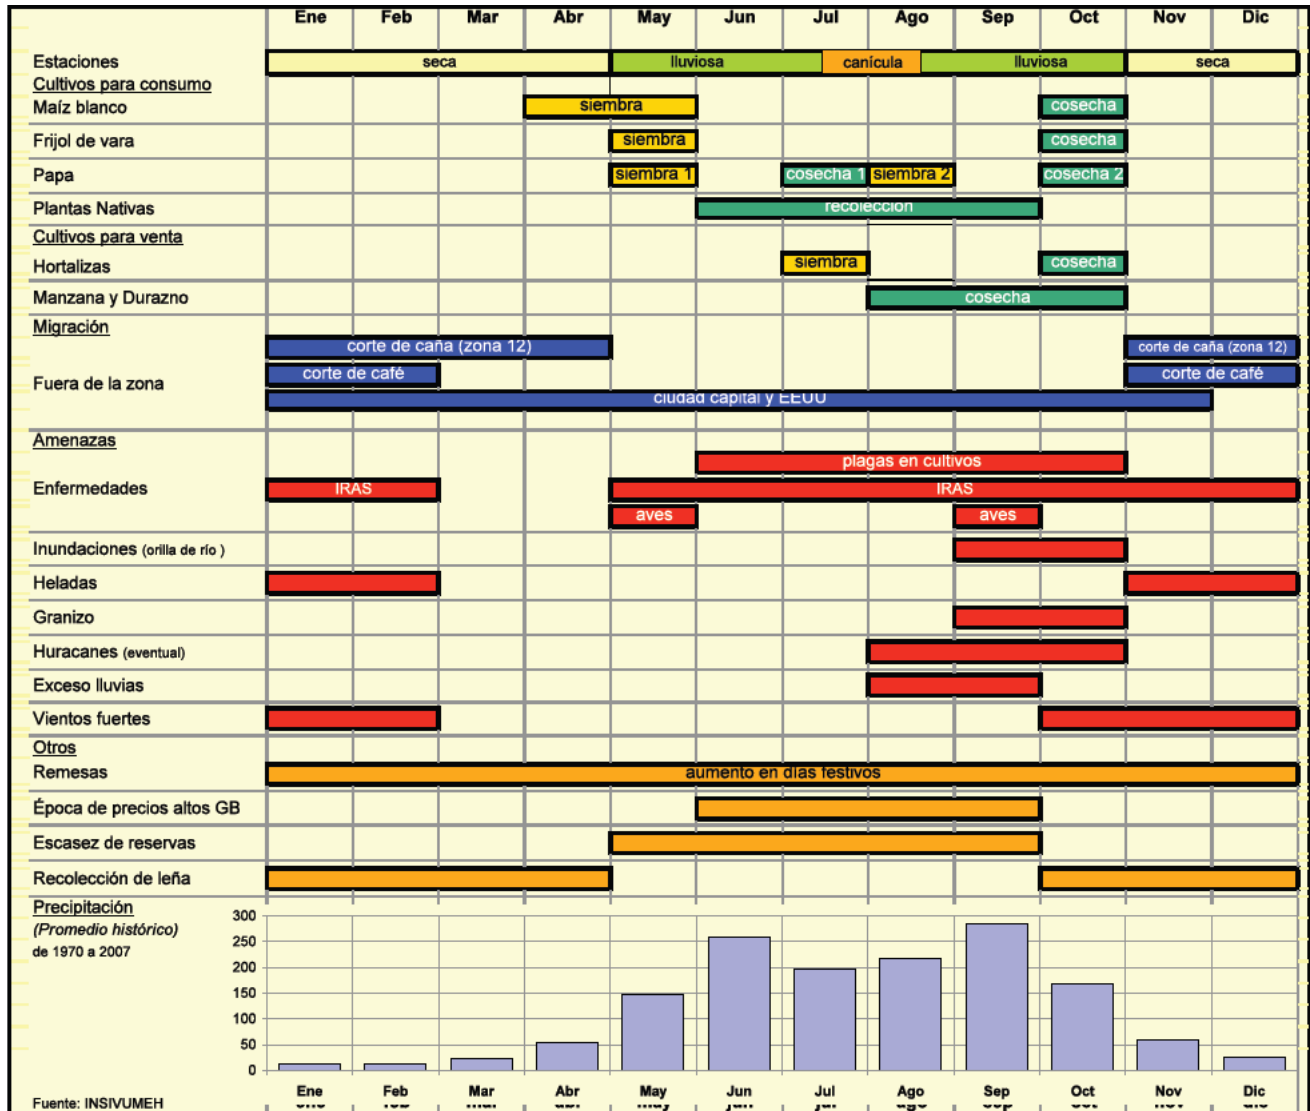 Ene Feb Mar Abr May Jun Jul Ago Sep Oct Nov Dic
Estaciones seca lluviosa canícula lluviosa seca
Cultivos para consumo
Maíz blanco siembra cosecha
Frijol de vara siembra cosecha
Papa siembra 1 cosecha 1 siembra 2 cosecha 2
Plantas Nativas recolección
Cultivos para venta
Hortalizas siembra cosecha
Manzana y Durazno cosecha
Migración
corte de caña (zona 12) corte de caña (zona 12)
Fuera de la zona corte de café corte de café
ciudad capital y EEUU
Amenazas
plagas en cultivos
Enfermedades IRAS IRAS
aves aves
Inundaciones (orilla de río )
Heladas
Granizo
Huracanes (eventual)
Exceso lluvias
Vientos fuertes
Otros
Remesas aumento en días festivos
Época de precios altos GB
Escasez de reservas
Recolección de leña
Precipitación
(Promedio histórico)
de 1970 a 2007
300
250
200
150
100
50
0
Ene Feb Mar Abr May Jun Jul Ago Sep Oct Nov Dic
Fuente: INSIVUMEH